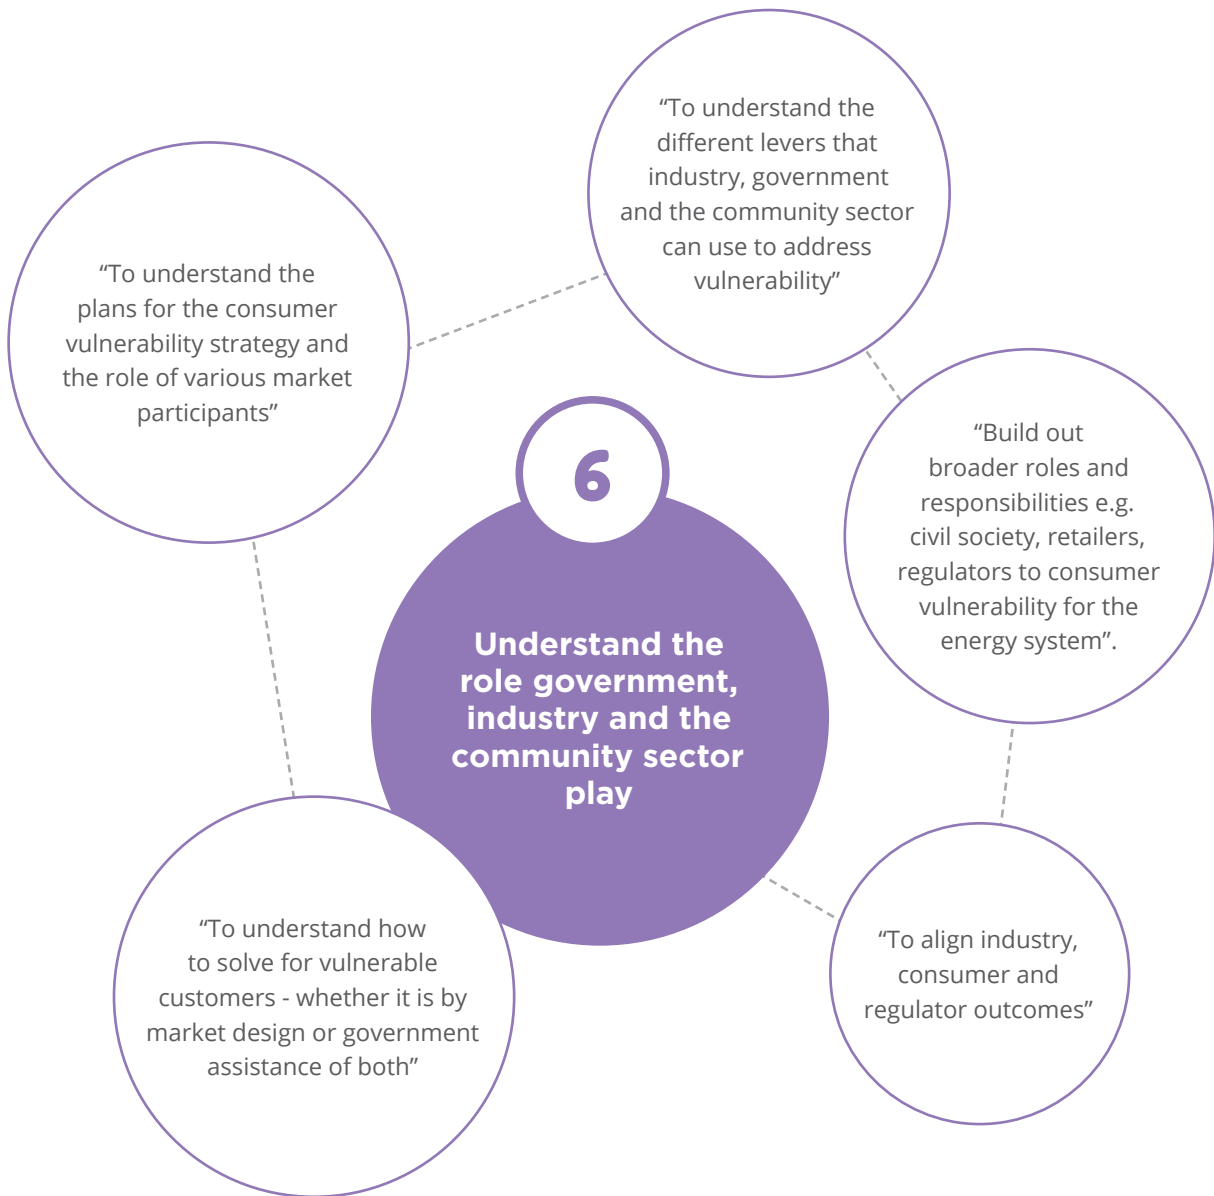 “To understand the
different levers that
industry, government
and the community sector
can use to address
vulnerability”
“To understand the
plans for the consumer
vulnerability strategy and
the role of various market
participants”
“Build out
broader roles and
responsibilities e.g.
civil society, retailers,
regulators to consumer
vulnerability for the
energy system”.
6
Understand the
role government,
industry and the
community sector
play
“To understand how
to solve for vulnerable
customers - whether it is by
market design or government
assistance of both”
“To align industry,
consumer and
regulator outcomes”